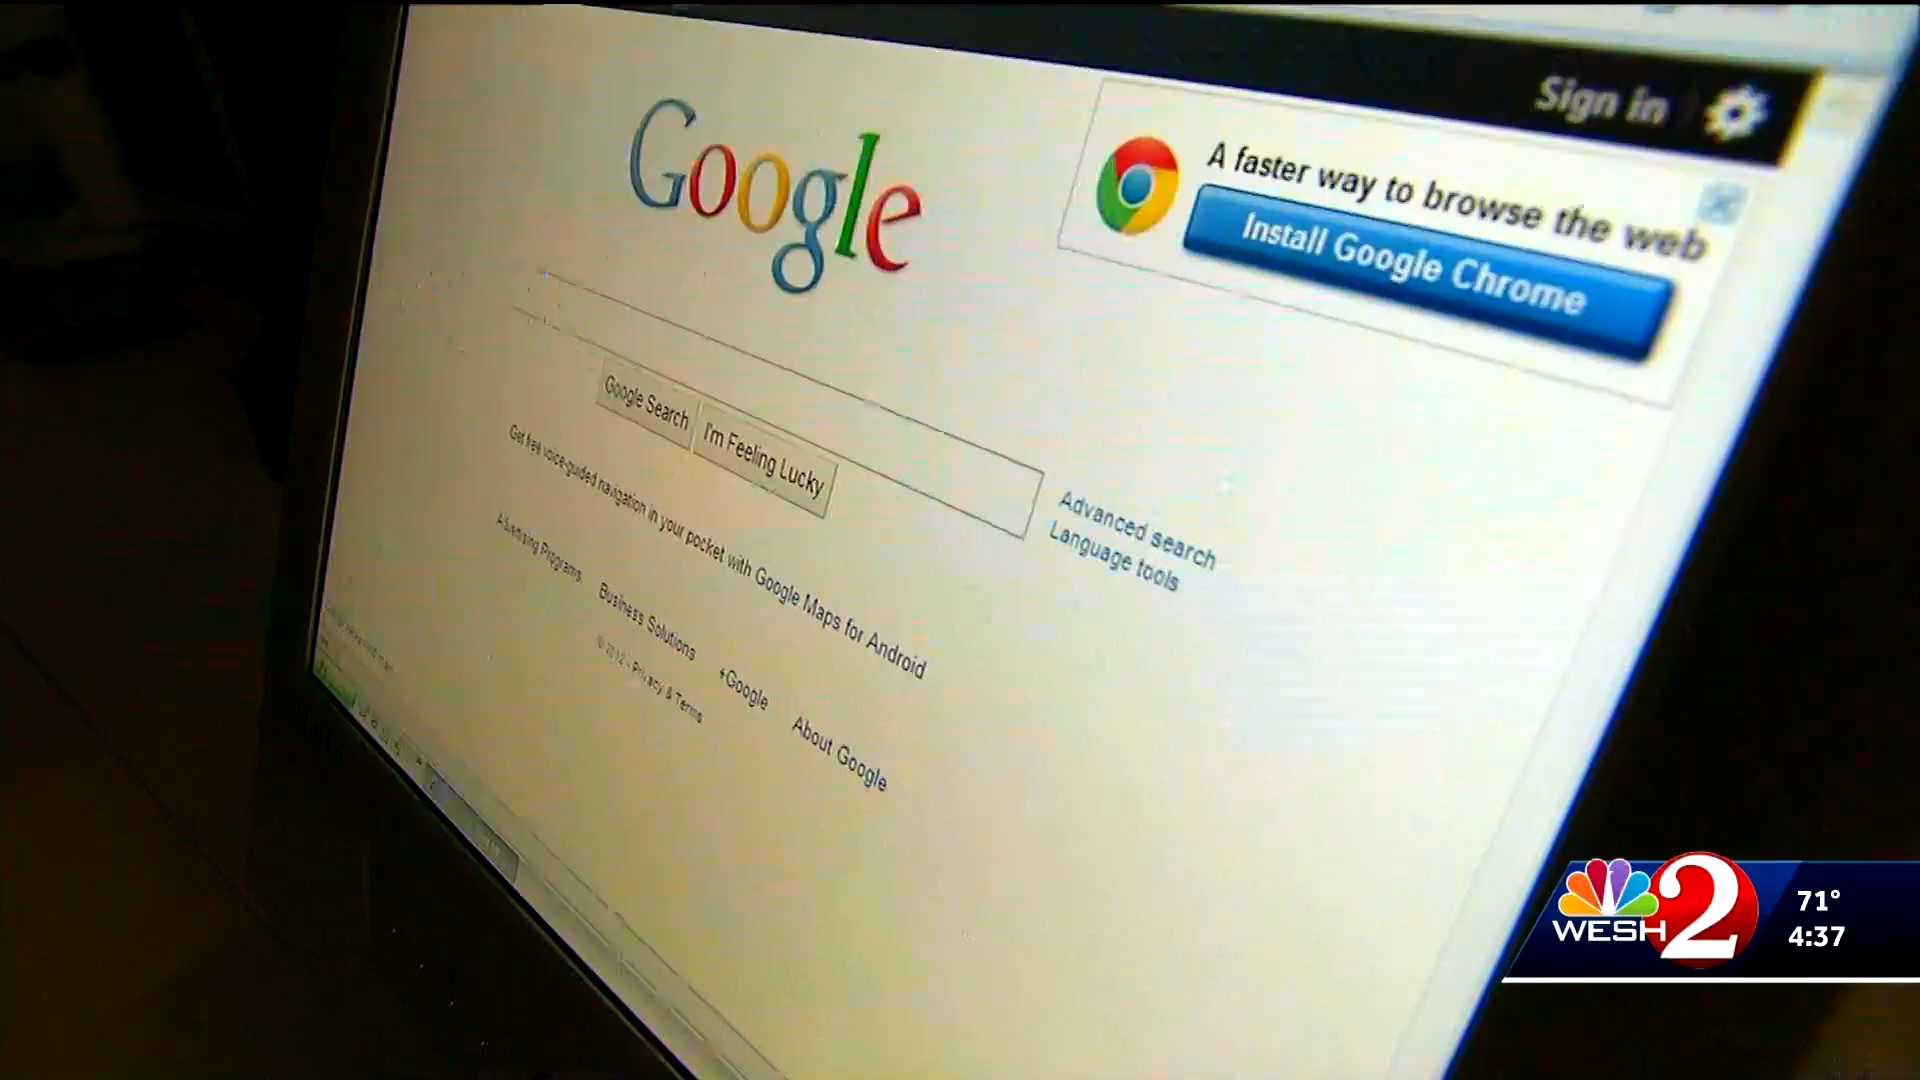 Sign in
Google
A faster way to browse the web
Install Google Chrome
Google Search
I'm Feeling Lucky
Advanced search
Language tools
Get free voice-guided navigation in your pocket with Google Maps for Android
Advertising Programs
Business Solutions
+Google
About Google
© 2012 - Privacy & Terms
WESH 2
71°
4:37